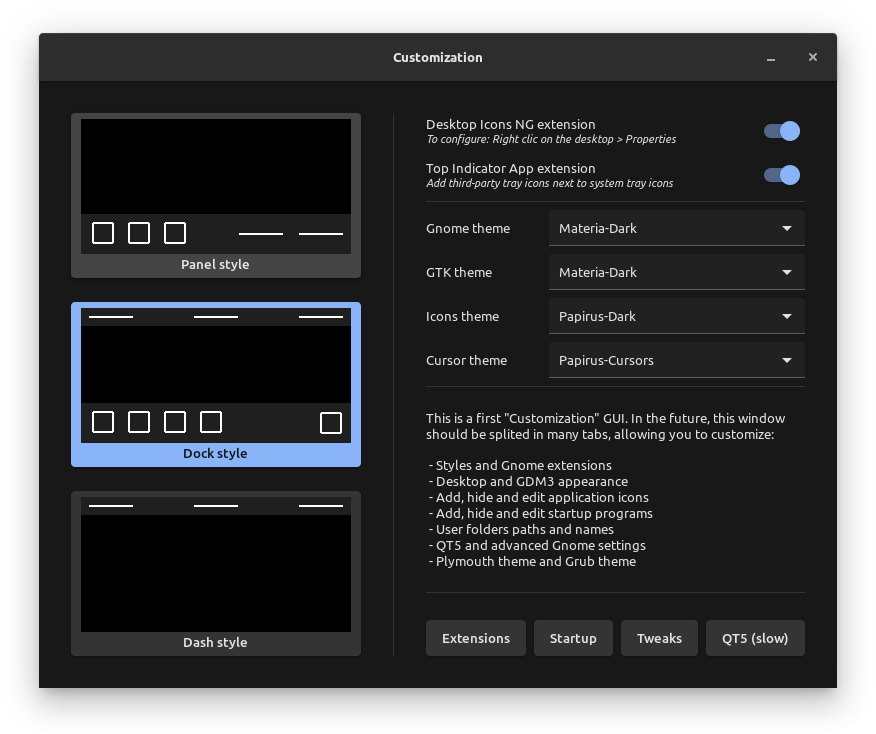 Customization
Panel style
Dock style
Dash style
Desktop Icons NG extension
To configure: Right clic on the desktop > Properties
Top Indicator App extension
Add third-party tray icons next to system tray icons
Gnome theme Materia-Dark
GTK theme Materia-Dark
Icons theme Papirus-Dark
Cursor theme Papirus-Cursors
This is a first "Customization" GUI. In the future, this window
should be splited in many tabs, allowing you to customize:
- Styles and Gnome extensions
- Desktop and GDM3 appearance
- Add, hide and edit application icons
- Add, hide and edit startup programs
- User folders paths and names
- QT5 and advanced Gnome settings
- Plymouth theme and Grub theme
Extensions Startup Tweaks QT5 (slow)